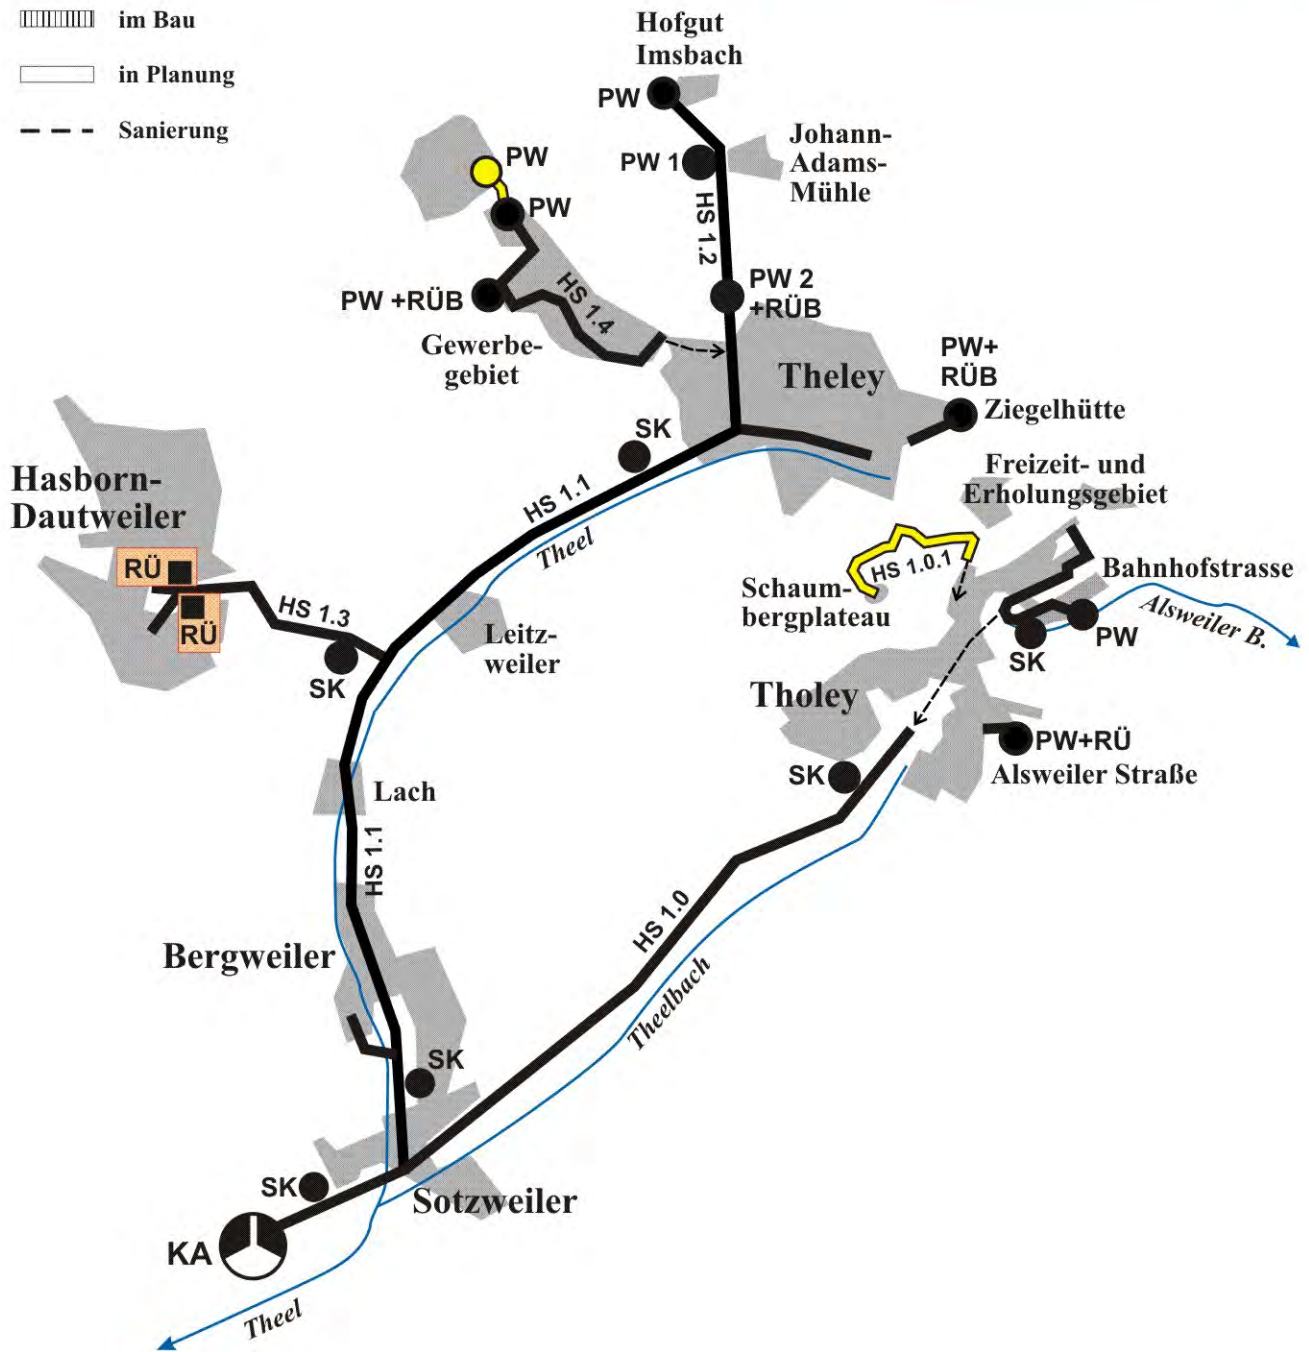 im Bau
in Planung
Sanierung
Hofgut
Imsbach
PW
PW 1
Johann-
Adams-
Mühle
HS 1.2
PW
PW
PW +RÜB
HS 1.4
Gewerbe-
gebiet
PW 2
+RÜB
Theley
PW+
RÜB
Ziegelhütte
SK
HS 1.1
Theel
Hasborn-
Dautweiler
RÜ
RÜ
HS 1.3
SK
Leitz-
weiler
Freizeit- und
Erholungsgebiet
HS 1.0.1
Schaum-
bergplateau
Bahnhofstrasse
Alsweiler B.
PW
SK
Tholey
PW+RÜ
Alsweiler Straße
SK
Lach
HS 1.1
Bergweiler
HS 1.0
Theelbach
SK
SK
Sotzweiler
KA
Theel